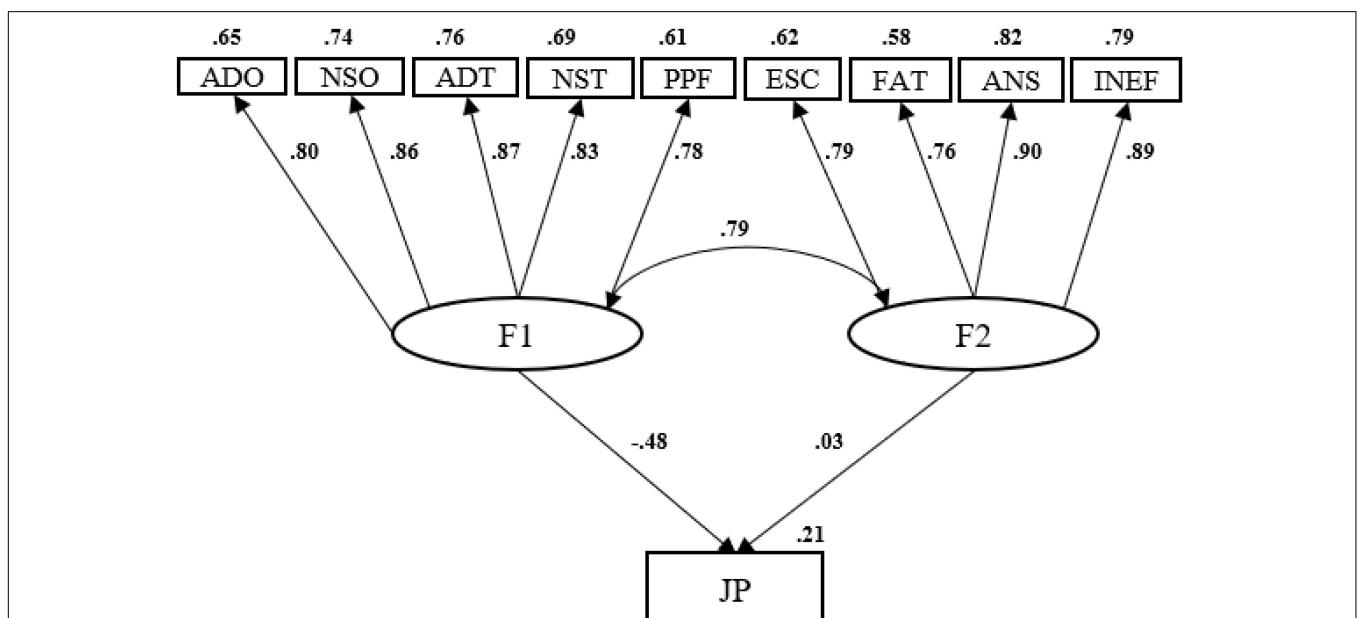 .65 .74 .76 .69 .61 .62 .58 .82 .79
ADO NSO ADT NST PPF ESC FAT ANS INEF
.80 .86 .87 .83 .78 .79 .76 .90 .89
.79
F1 F2
-.48 .03
.21
JP